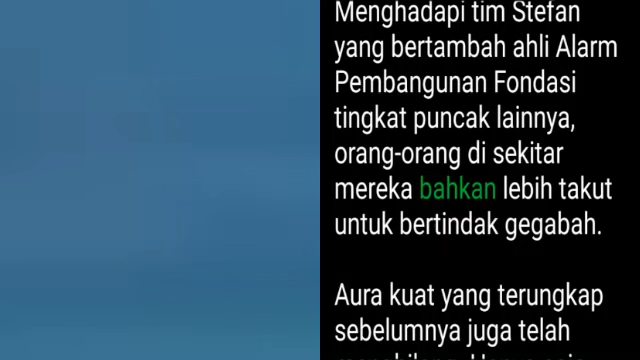 Menghadapi tim Stefan
yang bertambah ahli Alarm
Pembangunan Fondasi
tingkat puncak lainnya,
orang-orang di sekitar
mereka bahkan lebih takut
untuk bertindak gegabah.
Aura kuat yang terungkap
sebelumnya juga telah